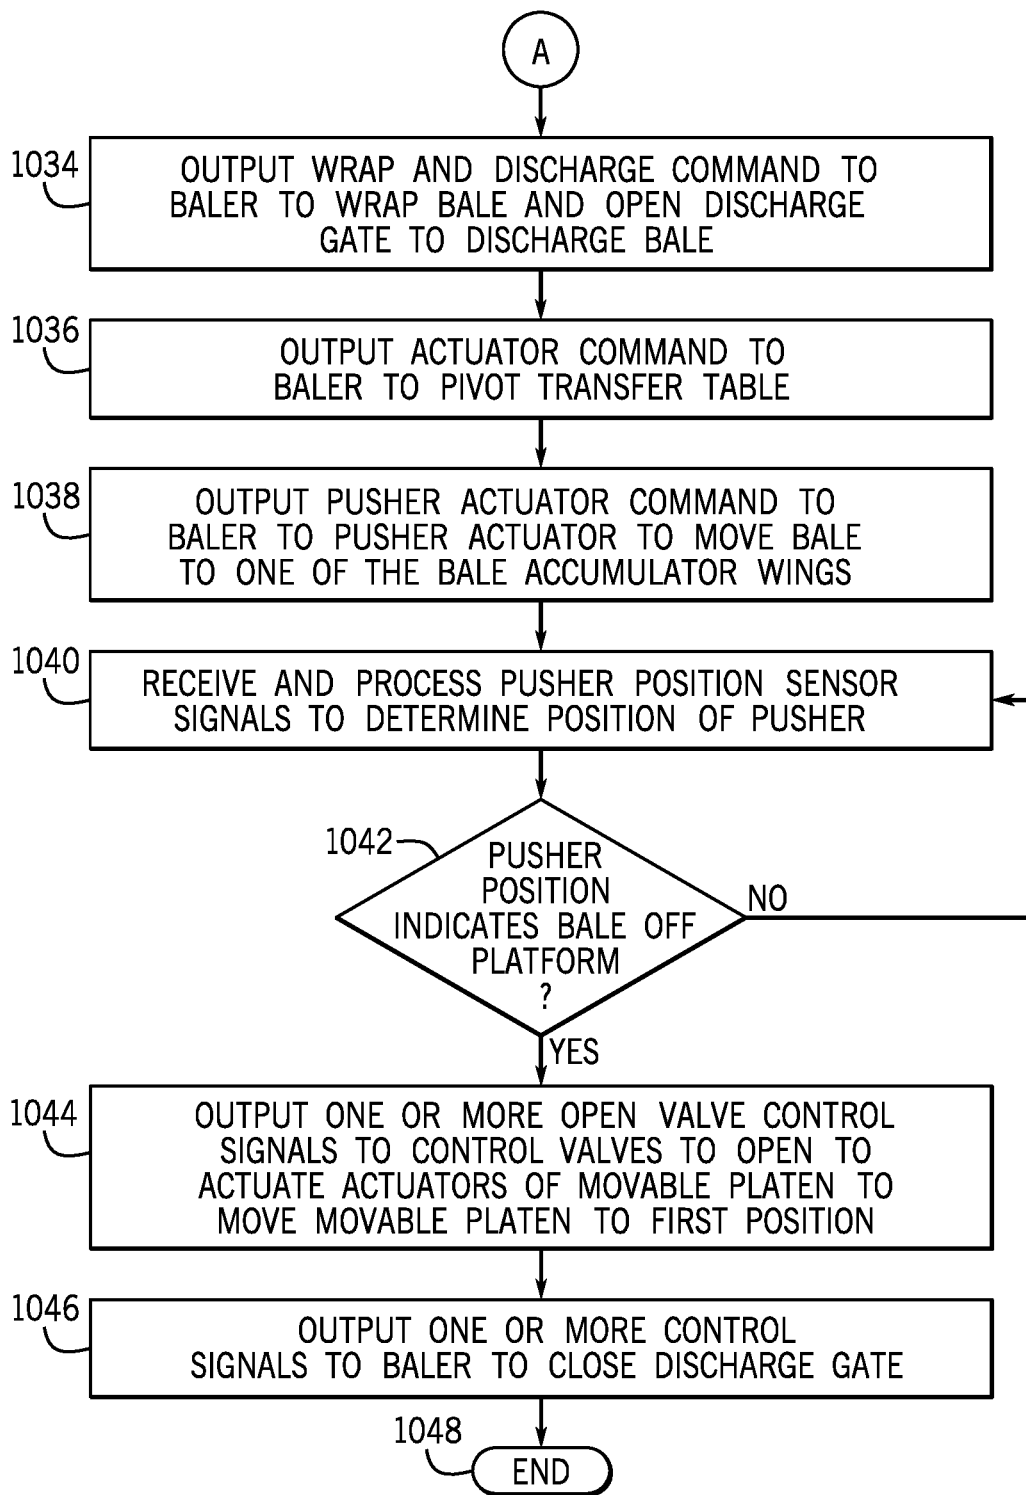 A
1034
OUTPUT WRAP AND DISCHARGE COMMAND TO
BALER TO WRAP BALE AND OPEN DISCHARGE
GATE TO DISCHARGE BALE
1036
OUTPUT ACTUATOR COMMAND TO
BALER TO PIVOT TRANSFER TABLE
1038
OUTPUT PUSHER ACTUATOR COMMAND TO
BALER TO PUSHER ACTUATOR TO MOVE BALE
TO ONE OF THE BALE ACCUMULATOR WINGS
1040
RECEIVE AND PROCESS PUSHER POSITION SENSOR
SIGNALS TO DETERMINE POSITION OF PUSHER
1042
PUSHER
POSITION
INDICATES BALE OFF
PLATFORM
?
NO
YES
1044
OUTPUT ONE OR MORE OPEN VALVE CONTROL
SIGNALS TO CONTROL VALVES TO OPEN TO
ACTUATE ACTUATORS OF MOVABLE PLATEN TO
MOVE MOVABLE PLATEN TO FIRST POSITION
1046
OUTPUT ONE OR MORE CONTROL
SIGNALS TO BALER TO CLOSE DISCHARGE GATE
1048
END